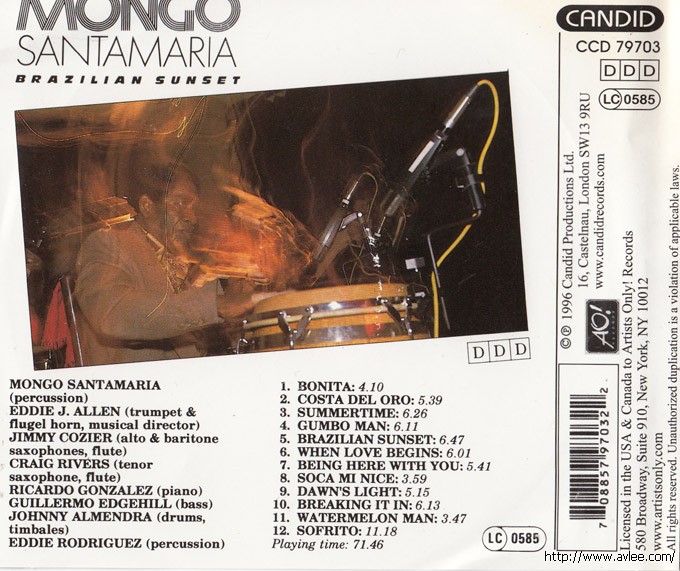 MONGO
SANTAMARIA
BRAZILIAN SUNSET
D D D
MONGO SANTAMARIA
(percussion)
EDDIE J. ALLEN (trumpet &
flugel horn, musical director)
JIMMY COZIER (alto & baritone
saxophones, flute)
CRAIG RIVERS (tenor
saxophone, flute)
RICARDO GONZALEZ (piano)
GUILLERMO EDGEHILL (bass)
JOHNNY ALMENDRA (drums,
timbales)
EDDIE RODRIGUEZ (percussion)
1. BONITA: 4.10
2. COSTA DEL ORO: 5.39
3. SUMMERTIME: 6.26
4. GUMBO MAN: 6.11
5. BRAZILIAN SUNSET: 6.47
6. WHEN LOVE BEGINS: 6.01
7. BEING HERE WITH YOU: 5.41
8. SOCA MI NICE: 3.59
9. DAWN'S LIGHT: 5.15
10. BREAKING IT IN: 6.13
11. WATERMELON MAN: 3.47
12. SOFRITO: 11.18
Playing time: 71.46
LC 0585
CANDID
CCD 79703
D D D
LC 0585
©℗ 1996 Candid Productions Ltd.
16, Castelnau, London SW13 9RU
www.candidrecords.com
AO!
7 08857 97032 2
Licensed in the USA & Canada to Artists Only! Records
580 Broadway, Suite 910, New York, NY 10012
www.artistsonly.com
All rights reserved. Unauthorized duplication is a violation of applicable laws.
http://www.avlee.com/